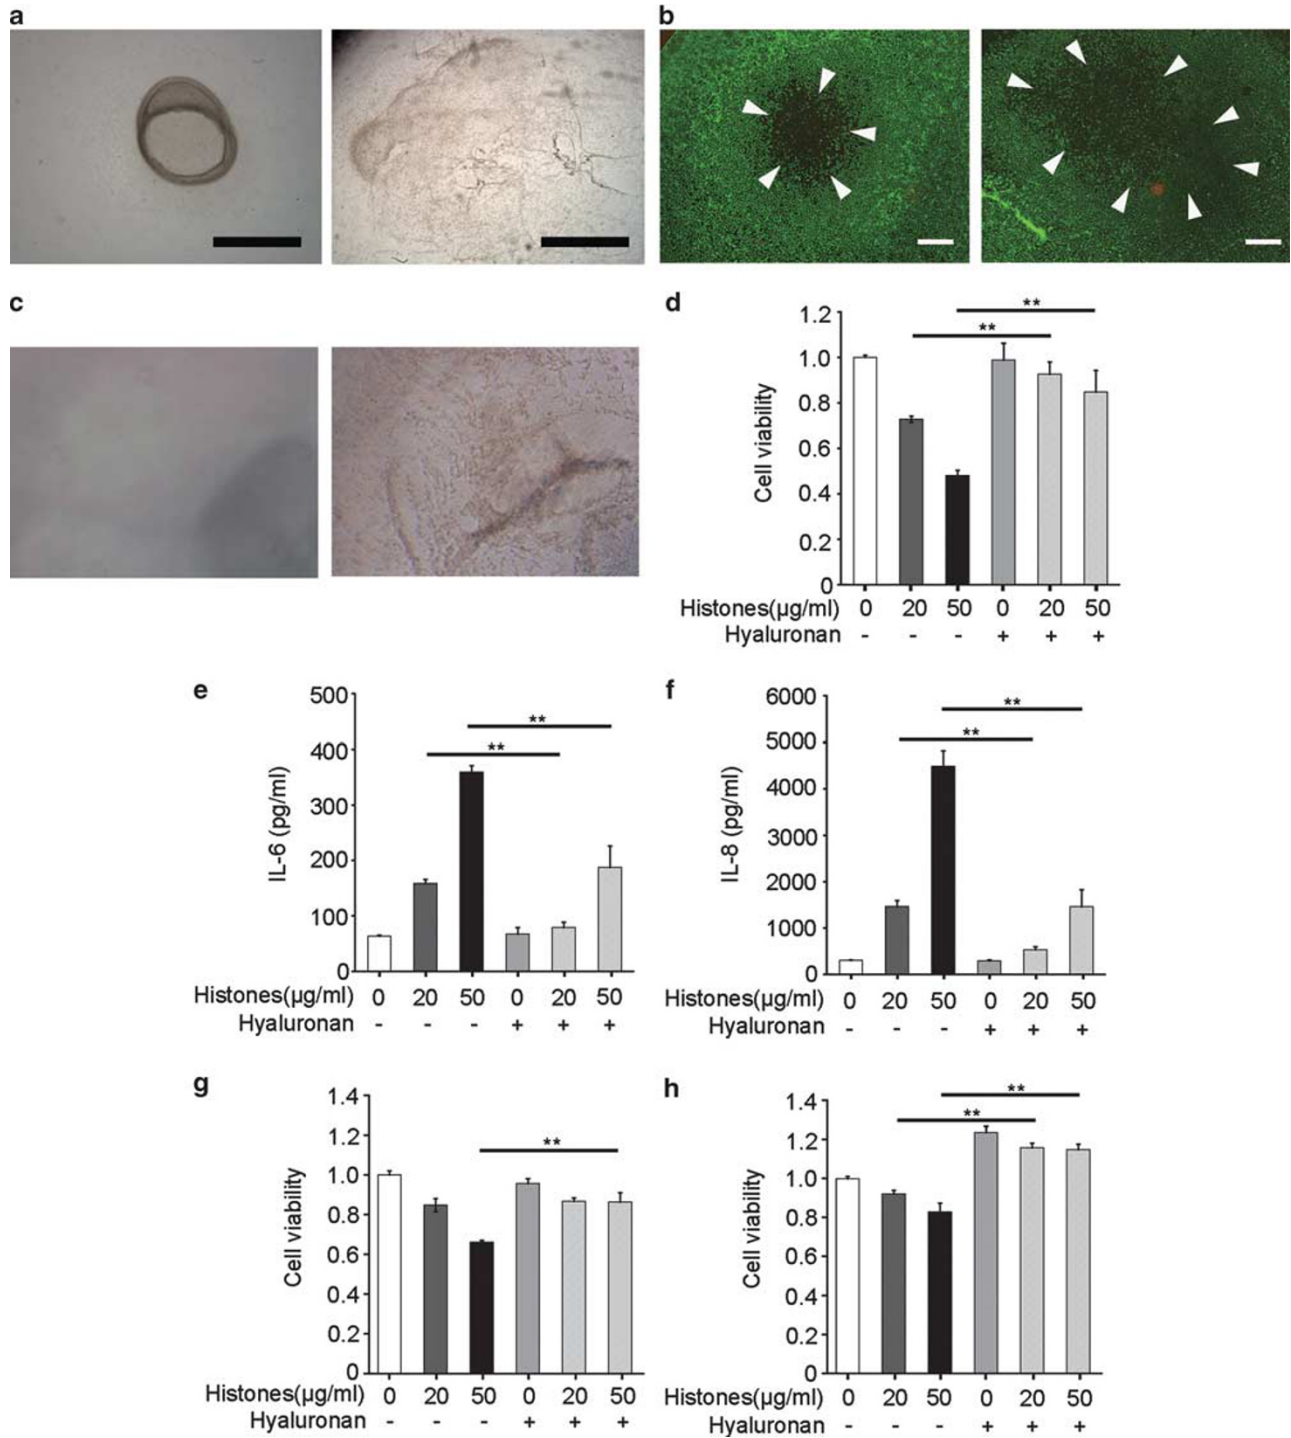 a
b
c
d
1.2
1.0
0.8
0.6
0.4
0.2
0
Cell viability
**
**
Histones(µg/ml) 0 20 50 0 20 50
Hyaluronan - - - + + +
e
500
400
300
200
100
0
IL-6 (pg/ml)
**
**
Histones(µg/ml) 0 20 50 0 20 50
Hyaluronan - - - + + +
f
6000
5000
4000
3000
2000
1000
0
IL-8 (pg/ml)
**
**
Histones(µg/ml) 0 20 50 0 20 50
Hyaluronan - - - + + +
g
1.4
1.2
1.0
0.8
0.6
0.4
0.2
0
Cell viability
**
Histones(µg/ml) 0 20 50 0 20 50
Hyaluronan - - - + + +
h
1.4
1.2
1.0
0.8
0.6
0.4
0.2
0
Cell viability
**
**
Histones(µg/ml) 0 20 50 0 20 50
Hyaluronan - - - + + +